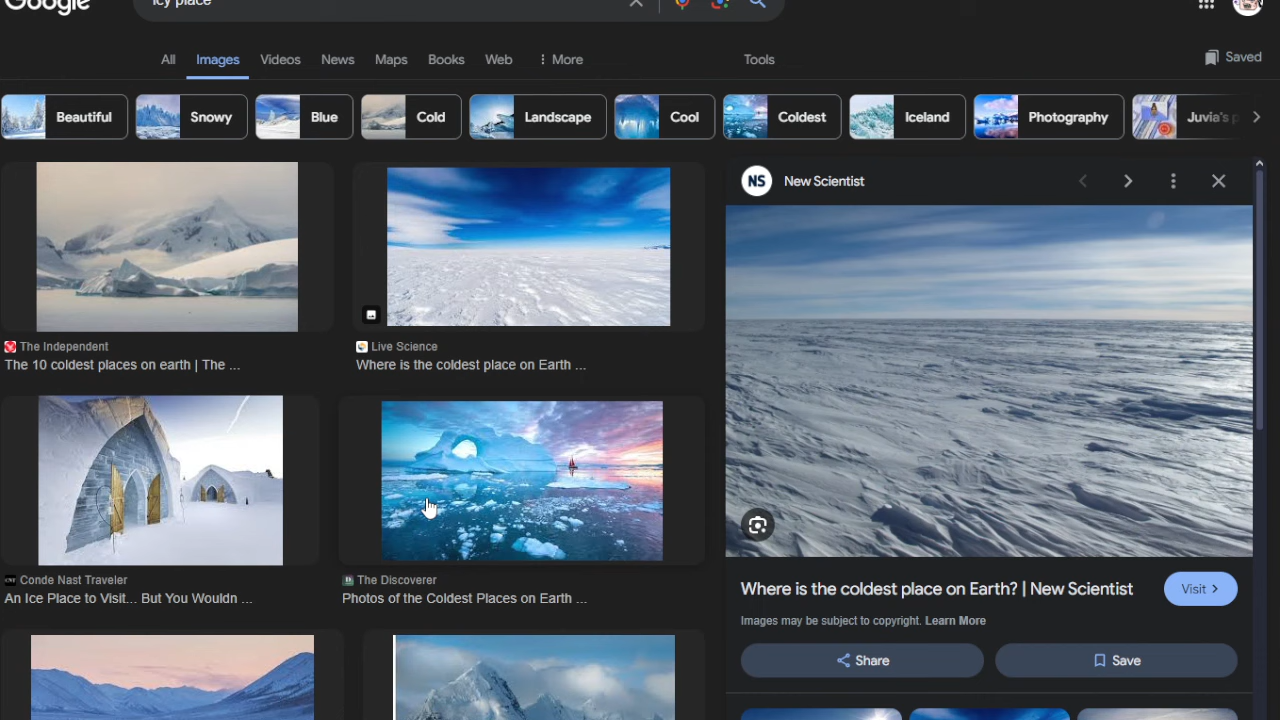 Google
icy place
All Images Videos News Maps Books Web More Tools Saved
Beautiful Snowy Blue Cold Landscape Cool Coldest Iceland Photography Juvia's
The Independent
The 10 coldest places on earth | The ...
Live Science
Where is the coldest place on Earth ...
Conde Nast Traveler
An Ice Place to Visit... But You Wouldn ...
The Discoverer
Photos of the Coldest Places on Earth ...
NS New Scientist
Where is the coldest place on Earth? | New Scientist
Visit
Images may be subject to copyright. Learn More
Share Save